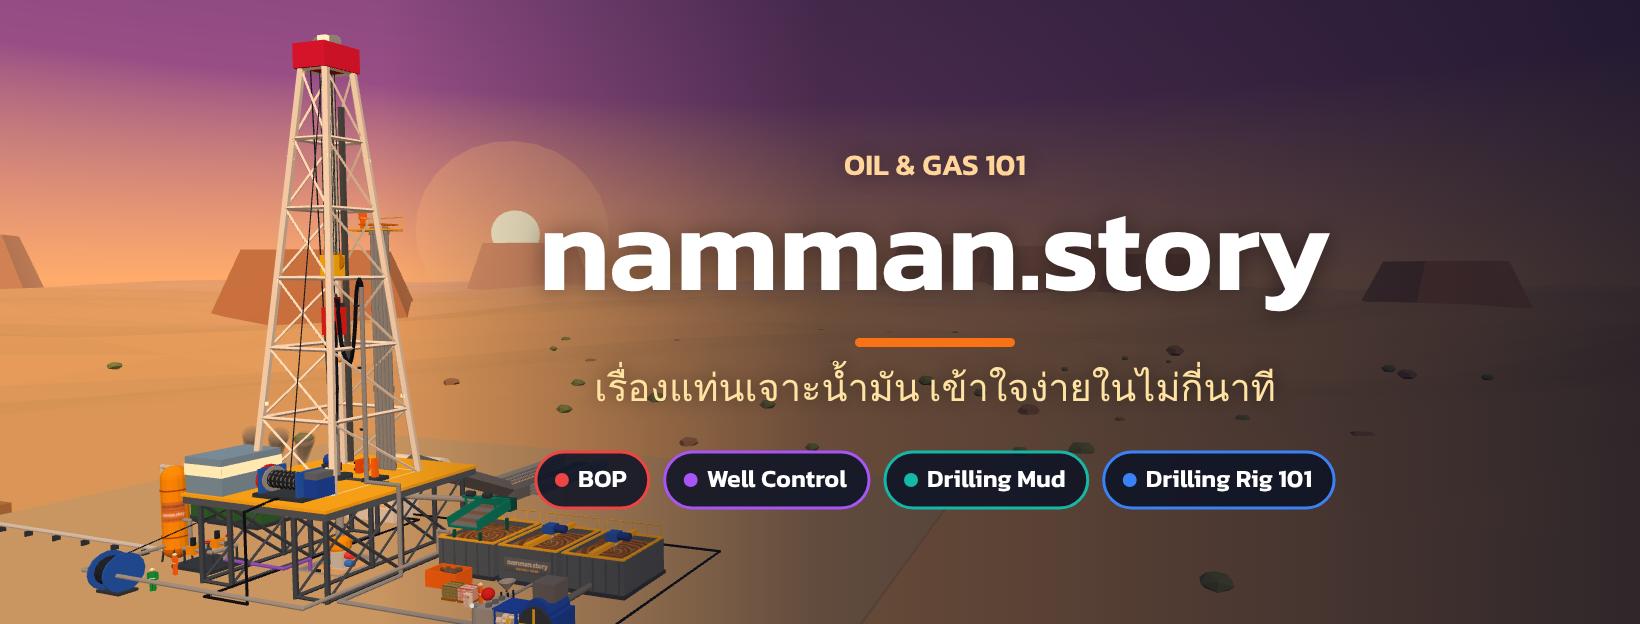 OIL & GAS 101
namman.story
เรื่องแท่นเจาะน้ำมัน เข้าใจง่ายในไม่กี่นาที
BOP
Well Control
Drilling Mud
Drilling Rig 101
namman.story